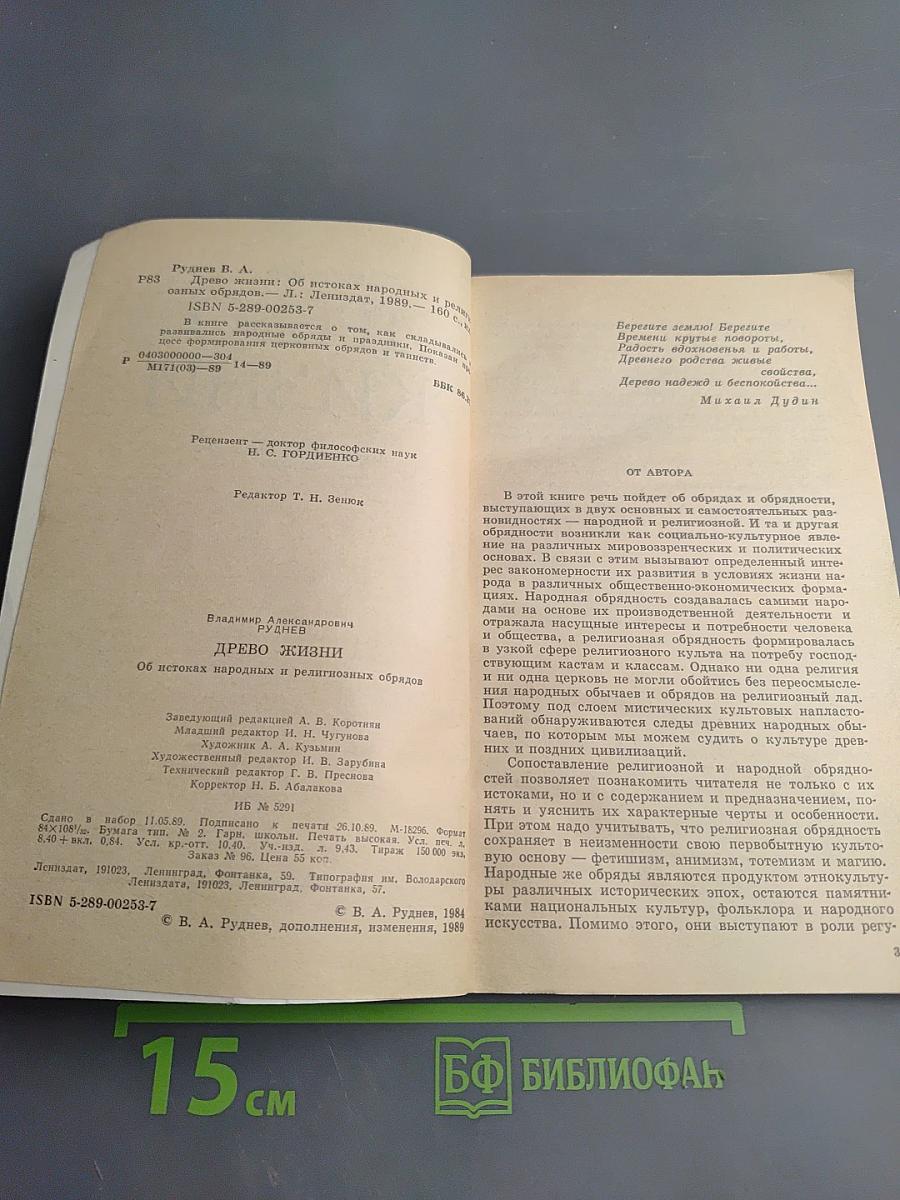 Руднев В. А.
Р83 Древо жизни: Об истоках народных и религи-
озных обрядов.— Л.: Лениздат, 1989.— 160 с.,
ISBN 5-289-00253-7
В книге рассказывается о том, как складывались,
развивались народные обряды и праздники. Показан про-
цесс формирования церковных обрядов и таинств.
Р 0403000000—304
М171(03)—89 14—89
ББК 86.
Рецензент — доктор философских наук
Н. С. ГОРДИЕНКО
Редактор Т. Н. Зенюк
Владимир Александрович
РУДНЕВ
ДРЕВО ЖИЗНИ
Об истоках народных и религиозных обрядов
Заведующий редакцией А. В. Коротнян
Младший редактор И. Н. Чугунова
Художник А. А. Кузьмин
Художественный редактор И. В. Зарубина
Технический редактор Г. В. Преснова
Корректор Н. Б. Абалакова
ИБ № 5291
Сдано в набор 11.05.89. Подписано к печати 26.10.89. М-18296. Формат
84×108¹/₃₂. Бумага тип. № 2. Гарн. школьн. Печать высокая. Усл. печ. л.
8,40+вкл. 0,84. Усл. кр.-отт. 10,40. Уч.-изд. л. 9,43. Тираж 150 000 экз.
Заказ № 96. Цена 55 коп.
Лениздат, 191023, Ленинград, Фонтанка, 59. Типография им. Володарского
Лениздата, 191023, Ленинград, Фонтанка, 57.
ISBN 5-289-00253-7
© В. А. Руднев, 1984
© В. А. Руднев, дополнения, изменения, 1989
Берегите землю! Берегите
Времени крутые повороты,
Радость вдохновенья и работы,
Древнего родства живые
свойства,
Дерево надежд и беспокойства...
Михаил Дудин
ОТ АВТОРА
В этой книге речь пойдет об обрядах и обрядности,
выступающих в двух основных и самостоятельных раз-
новидностях — народной и религиозной. И та и другая
обрядности возникли как социально-культурное явле-
ние на различных мировоззренческих и политических
основах. В связи с этим вызывают определенный инте-
рес закономерности их развития в условиях жизни на-
рода в различных общественно-экономических форма-
циях. Народная обрядность создавалась самими наро-
дами на основе их производственной деятельности и
отражала насущные интересы и потребности человека
и общества, а религиозная обрядность формировалась
в узкой сфере религиозного культа на потребу господ-
ствующим кастам и классам. Однако ни одна религия
и ни одна церковь не могли обойтись без переосмысле-
ния народных обычаев и обрядов на религиозный лад.
Поэтому под слоем мистических культовых напласто-
ваний обнаруживаются следы древних народных обы-
чаев, по которым мы можем судить о культуре древ-
них и поздних цивилизаций.
Сопоставление религиозной и народной обрядно-
стей позволяет познакомить читателя не только с их
истоками, но и с содержанием и предназначением, по-
нять и уяснить их характерные черты и особенности.
При этом надо учитывать, что религиозная обрядность
сохраняет в неизменности свою первобытную культо-
вую основу — фетишизм, анимизм, тотемизм и магию.
Народные же обряды являются продуктом этнокульту-
ры различных исторических эпох, остаются памятни-
ками национальных культур, фольклора и народного
искусства. Помимо этого, они выступают в роли регу-
3
15 см
БФ БИБЛИОФАН